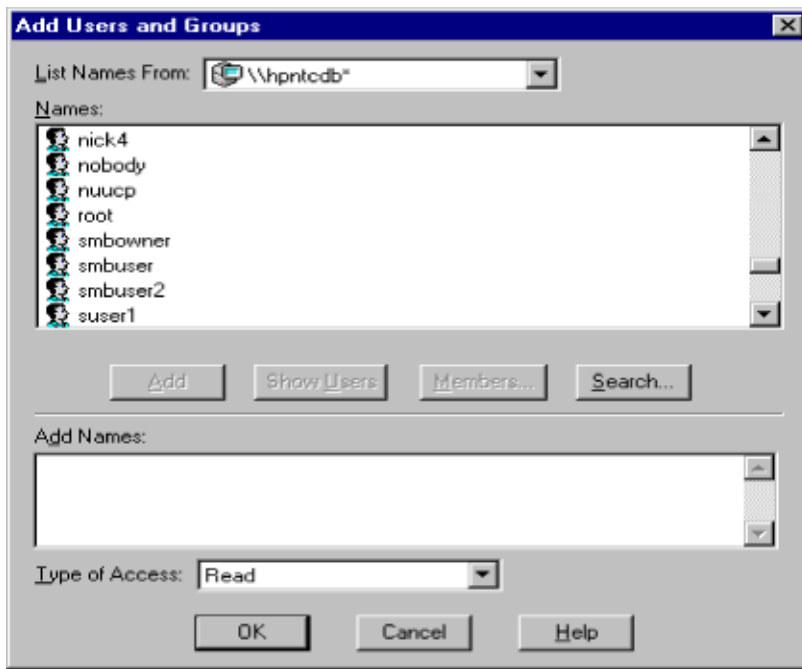 Add Users and Groups
List Names From: \\hpntcdb*
Names:
nick4
nobody
nuucp
root
smbowner
smbuser
smbuser2
suser1
Add Show Users Members... Search...
Add Names:
Type of Access: Read
OK Cancel Help